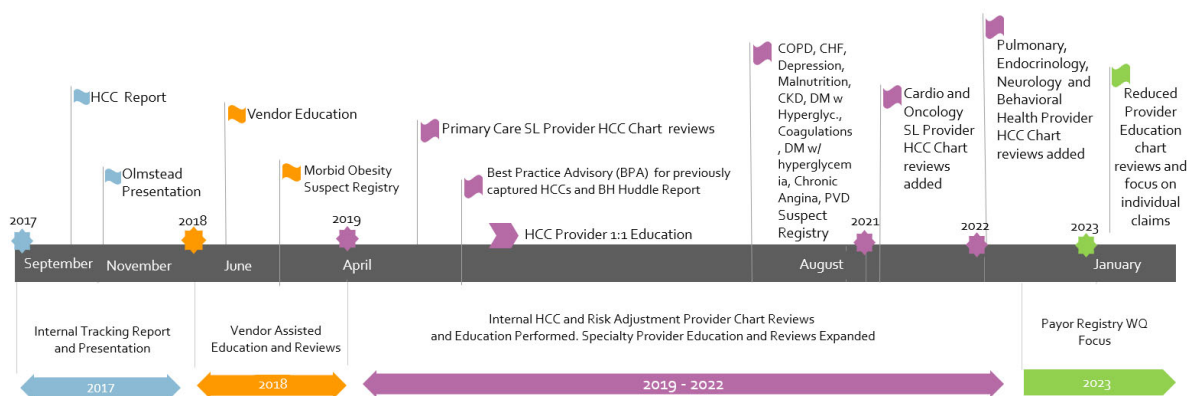 HCC Report
Olmstead
Presentation
2017
Vendor Education
Morbid Obesity
Suspect Registry
2018
2019
Primary Care SL Provider HCC Chart reviews
Best Practice Advisory (BPA) for previously
captured HCCs and BH Huddle Report
HCC Provider 1:1 Education
COPD, CHF,
Depression,
Malnutrition,
CKD, DM w
Hyperglyc.,
Coagulations
, DM w/
hyperglycem
ia, Chronic
Angina, PVD
Suspect
Registry
2021
Cardio and
Oncology
SL Provider
HCC Chart
reviews
added
2022
Pulmonary,
Endocrinology,
Neurology and
Behavioral
Health Provider
HCC Chart
reviews added
2023
Reduced
Provider
Education
chart
reviews and
focus on
individual
claims
September
November
June
April
August
January
Internal Tracking Report
and Presentation
Vendor Assisted
Education and Reviews
Internal HCC and Risk Adjustment Provider Chart Reviews
and Education Performed. Specialty Provider Education and Reviews Expanded
Payor Registry WQ
Focus
2017
2018
2019 - 2022
2023